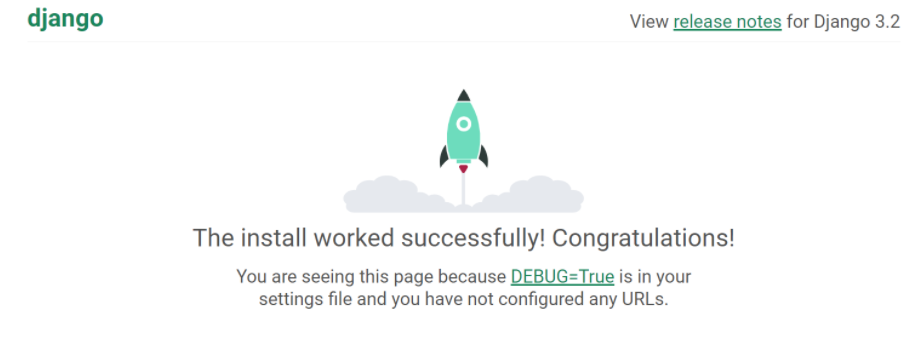 django
View release notes for Django 3.2
The install worked successfully! Congratulations!
You are seeing this page because DEBUG=True is in your
settings file and you have not configured any URLs.